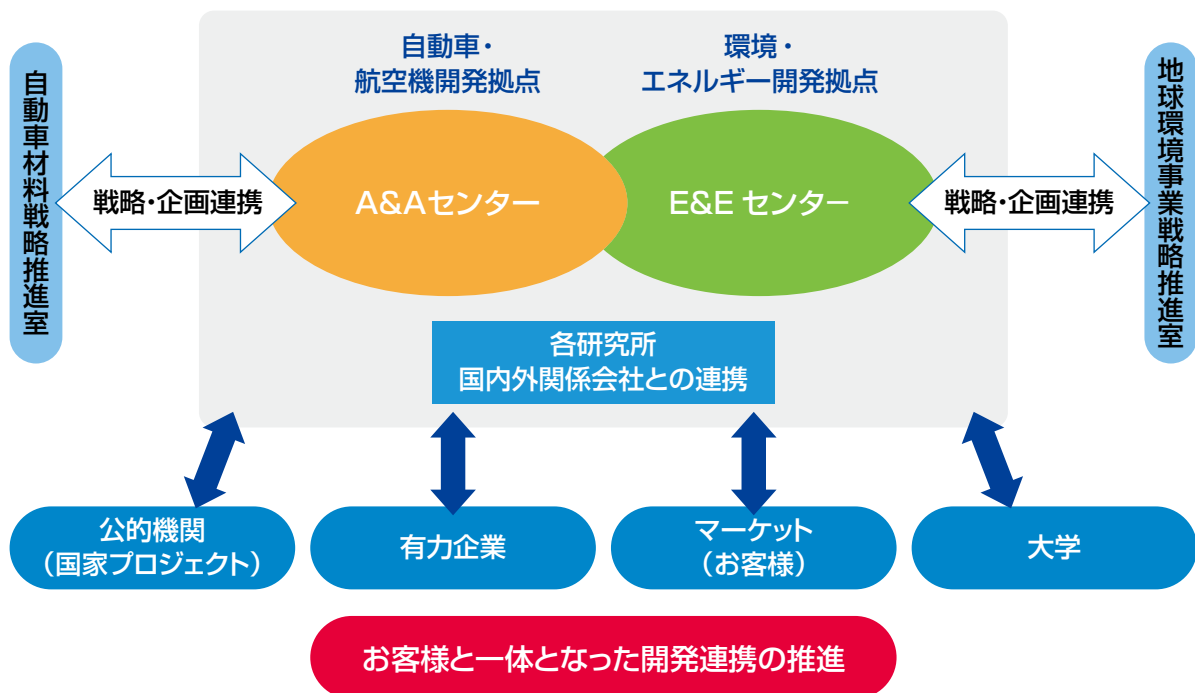 自動車・
航空機開発拠点
環境・
エネルギー開発拠点
自動車材料戦略推進室
戦略・企画連携
A&Aセンター
E&E センター
戦略・企画連携
地球環境事業戦略推進室
各研究所
国内外関係会社との連携
公的機関
（国家プロジェクト）
有力企業
マーケット
（お客様）
大学
お客様と一体となった開発連携の推進